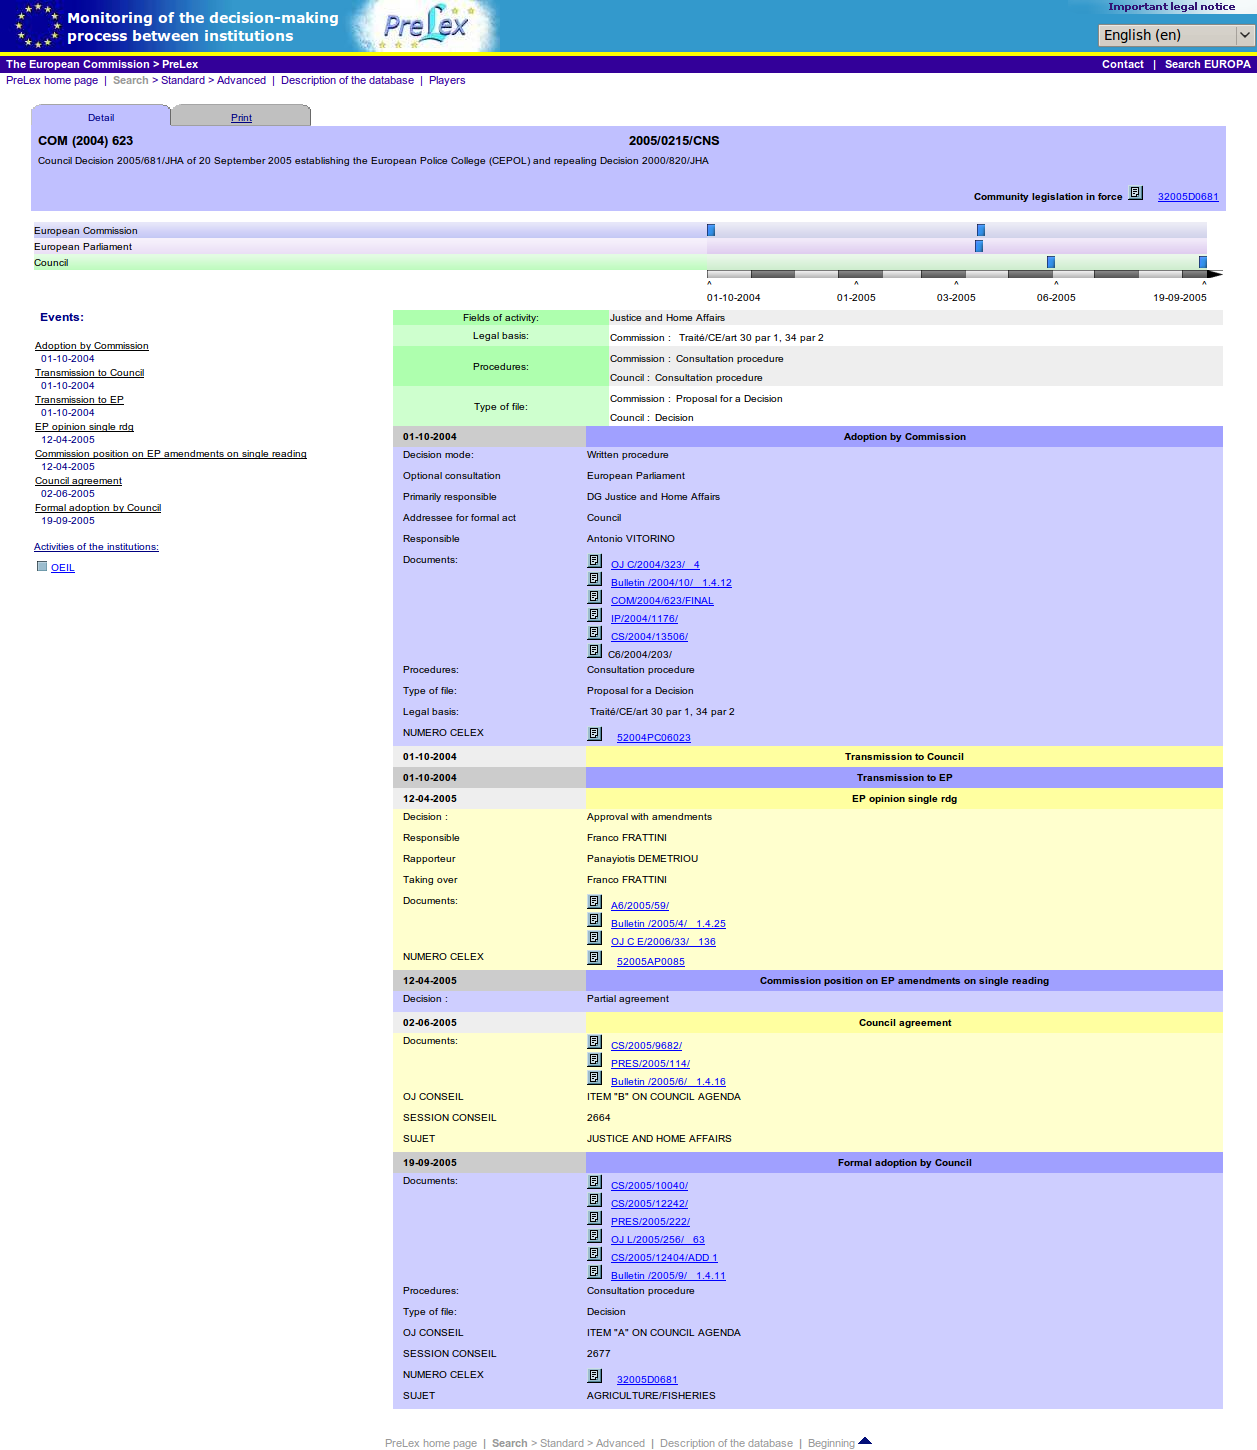 Important legal notice
Monitoring of the decision-making
process between institutions
PreLex
English (en)
The European Commission > PreLex
Contact | Search EUROPA
PreLex home page | Search > Standard > Advanced | Description of the database | Players
Detail
Print
COM (2004) 623
2005/0215/CNS
Council Decision 2005/681/JHA of 20 September 2005 establishing the European Police College (CEPOL) and repealing Decision 2000/820/JHA
Community legislation in force 32005D0681
European Commission
European Parliament
Council
^ ^ ^ ^ ^
01-10-2004 01-2005 03-2005 06-2005 19-09-2005
Events:
Adoption by Commission
01-10-2004
Transmission to Council
01-10-2004
Transmission to EP
01-10-2004
EP opinion single rdg
12-04-2005
Commission position on EP amendments on single reading
12-04-2005
Council agreement
02-06-2005
Formal adoption by Council
19-09-2005
Activities of the institutions:
OEIL
Fields of activity: Justice and Home Affairs
Legal basis: Commission : Traité/CE/art 30 par 1, 34 par 2
Procedures:
Commission : Consultation procedure
Council : Consultation procedure
Type of file:
Commission : Proposal for a Decision
Council : Decision
01-10-2004 Adoption by Commission
Decision mode: Written procedure
Optional consultation European Parliament
Primarily responsible DG Justice and Home Affairs
Addressee for formal act Council
Responsible Antonio VITORINO
Documents: OJ C/2004/323/ 4
Bulletin /2004/10/ 1.4.12
COM/2004/623/FINAL
IP/2004/1176/
CS/2004/13506/
C6/2004/203/
Procedures: Consultation procedure
Type of file: Proposal for a Decision
Legal basis: Traité/CE/art 30 par 1, 34 par 2
NUMERO CELEX 52004PC06023
01-10-2004 Transmission to Council
01-10-2004 Transmission to EP
12-04-2005 EP opinion single rdg
Decision : Approval with amendments
Responsible Franco FRATTINI
Rapporteur Panayiotis DEMETRIOU
Taking over Franco FRATTINI
Documents: A6/2005/59/
Bulletin /2005/4/ 1.4.25
OJ C E/2006/33/ 136
NUMERO CELEX 52005AP0085
12-04-2005 Commission position on EP amendments on single reading
Decision : Partial agreement
02-06-2005 Council agreement
Documents: CS/2005/9682/
PRES/2005/114/
Bulletin /2005/6/ 1.4.16
OJ CONSEIL ITEM "B" ON COUNCIL AGENDA
SESSION CONSEIL 2664
SUJET JUSTICE AND HOME AFFAIRS
19-09-2005 Formal adoption by Council
Documents: CS/2005/10040/
CS/2005/12242/
PRES/2005/222/
OJ L/2005/256/ 63
CS/2005/12404/ADD 1
Bulletin /2005/9/ 1.4.11
Procedures: Consultation procedure
Type of file: Decision
OJ CONSEIL ITEM "A" ON COUNCIL AGENDA
SESSION CONSEIL 2677
NUMERO CELEX 32005D0681
SUJET AGRICULTURE/FISHERIES
PreLex home page | Search > Standard > Advanced | Description of the database | Beginning